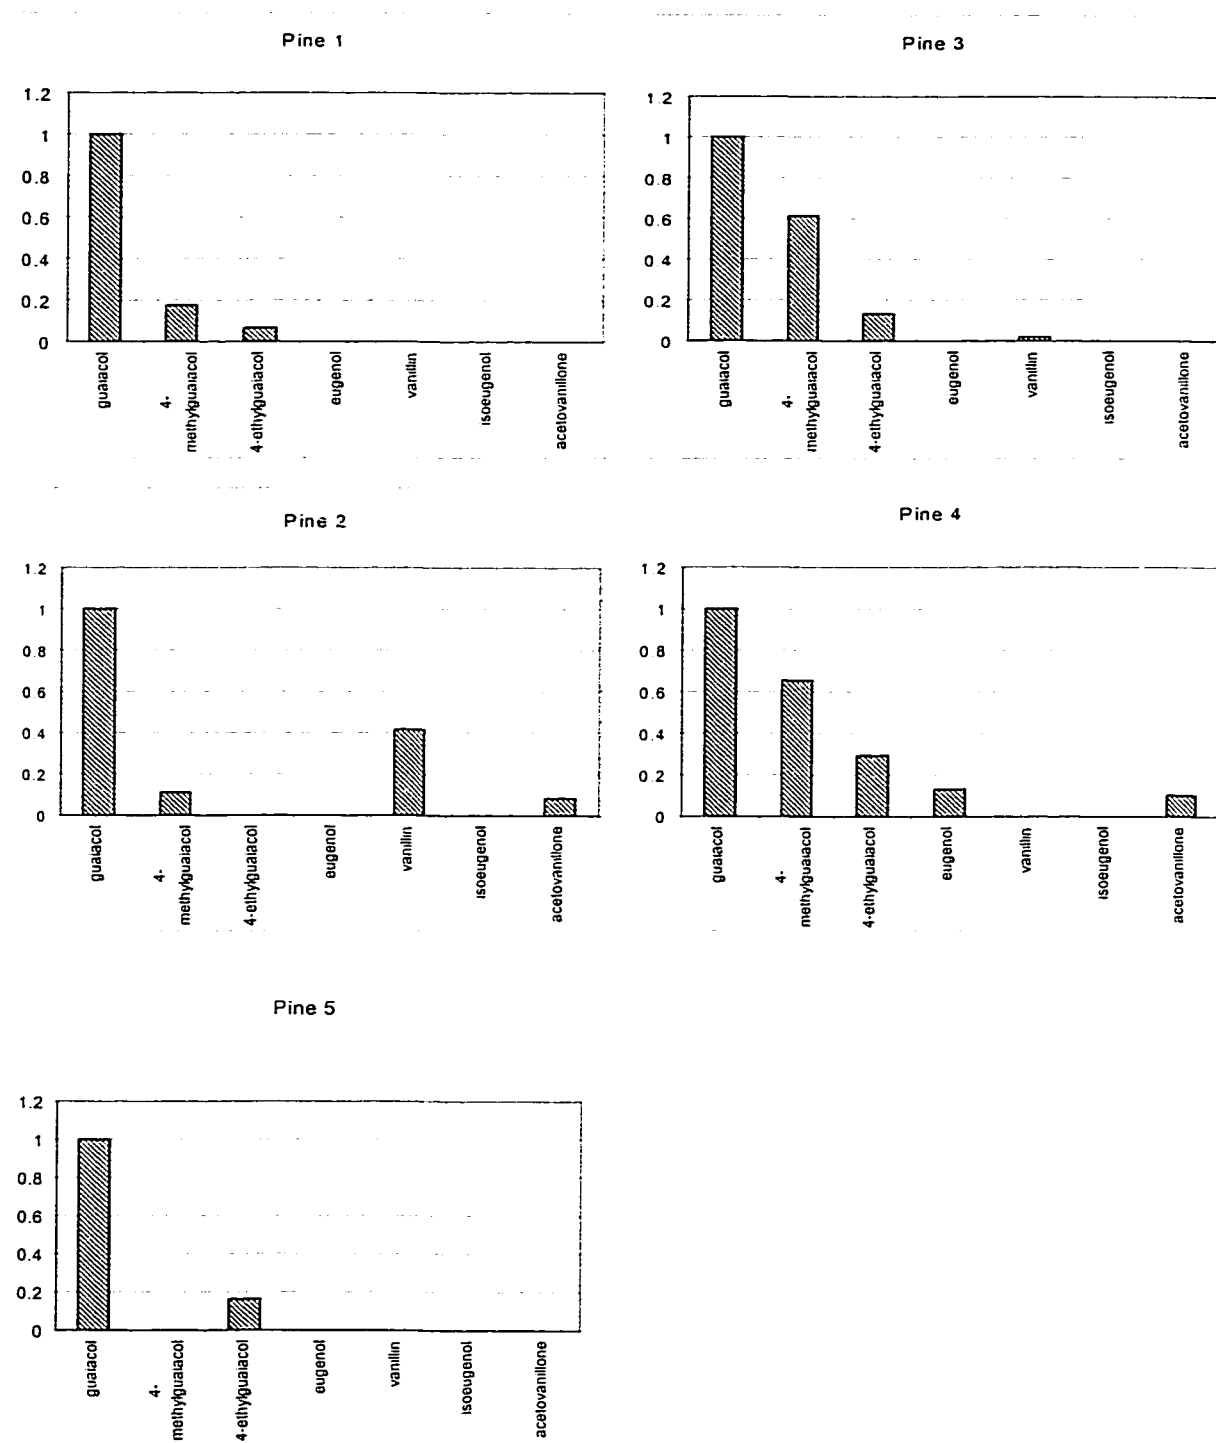 Pine 1
1.2
1
0.8
0.6
0.4
0.2
0
guaiacol
4-
methylguaiacol
4-ethylguaiacol
eugenol
vanillin
isoeugenol
acetovanillone
Pine 3
1.2
1
0.8
0.6
0.4
0.2
0
guaiacol
4-
methylguaiacol
4-ethylguaiacol
eugenol
vanillin
isoeugenol
acetovanillone
Pine 2
1.2
1
0.8
0.6
0.4
0.2
0
guaiacol
4-
methylguaiacol
4-ethylguaiacol
eugenol
vanillin
isoeugenol
acetovanillone
Pine 4
1.2
1
0.8
0.6
0.4
0.2
0
guaiacol
4-
methylguaiacol
4-ethylguaiacol
eugenol
vanillin
isoeugenol
acetovanillone
Pine 5
1.2
1
0.8
0.6
0.4
0.2
0
guaiacol
4-
methylguaiacol
4-ethylguaiacol
eugenol
vanillin
isoeugenol
acetovanillone